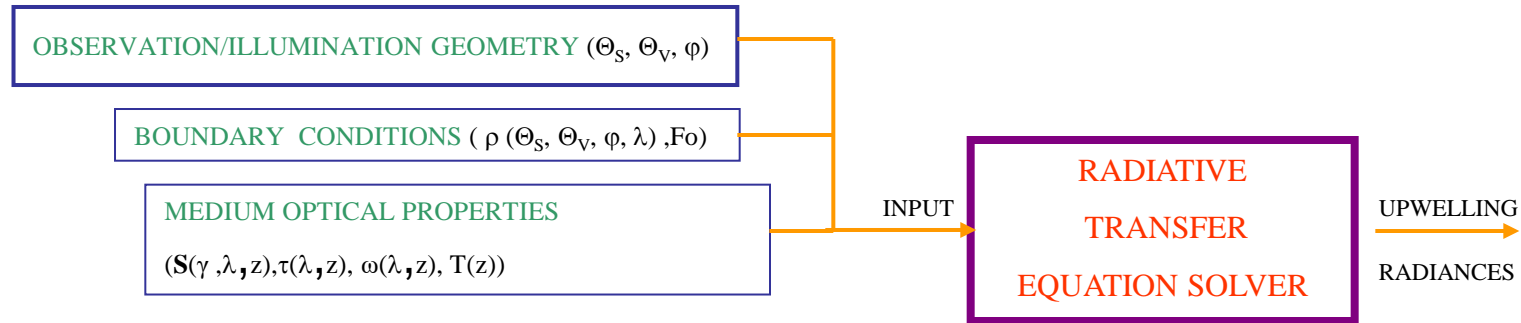 OBSERVATION/ILLUMINATION GEOMETRY (ΘS, ΘV, φ)
BOUNDARY CONDITIONS ( ρ (ΘS, ΘV, φ, λ) ,Fo)
MEDIUM OPTICAL PROPERTIES
(S(γ ,λ,z),τ(λ,z), ω(λ,z), T(z))
INPUT
RADIATIVE
TRANSFER
EQUATION SOLVER
UPWELLING
RADIANCES